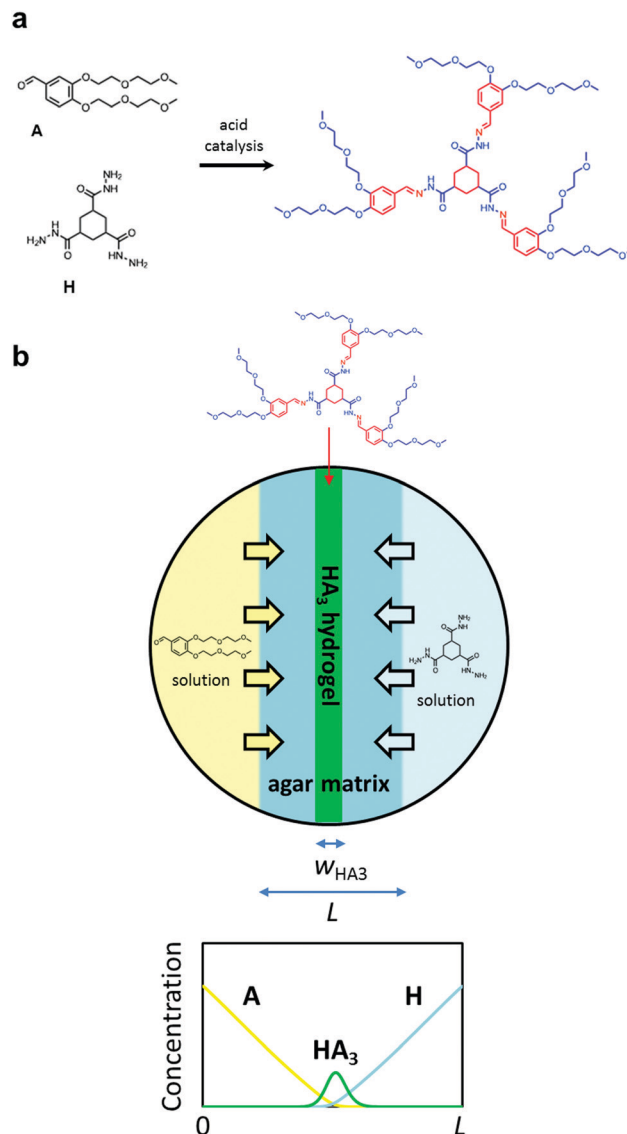 a
A
acid
catalysis
H
b
HA3 hydrogel
solution
solution
agar matrix
wHA3
L
Concentration
A
H
HA3
0
L